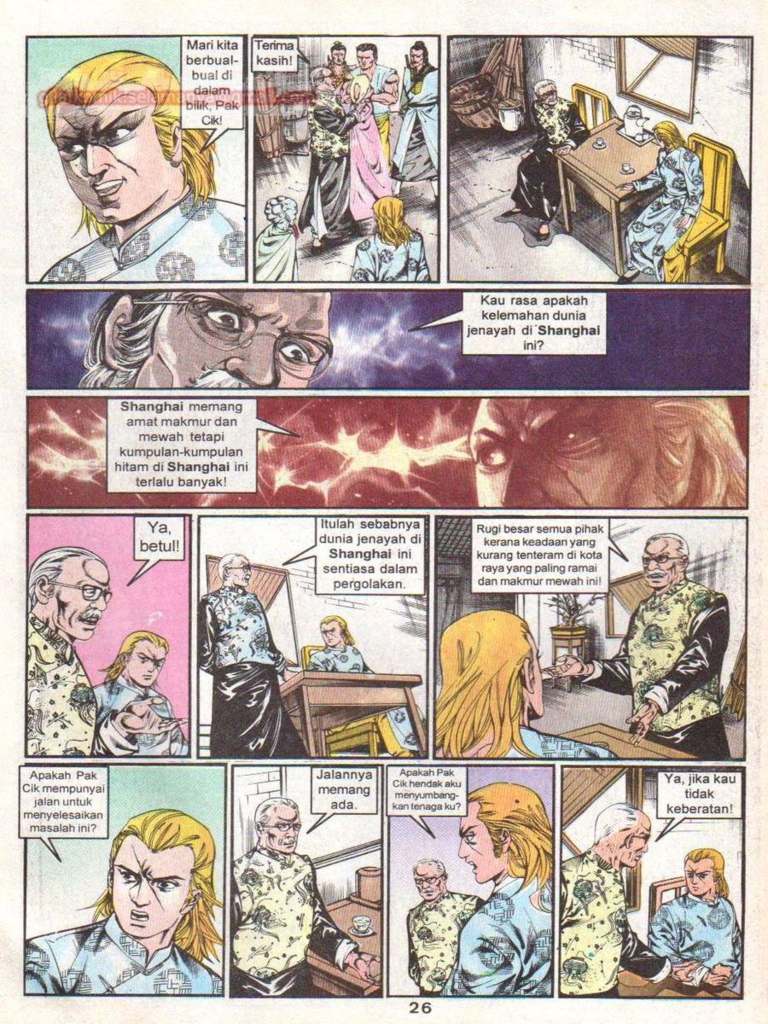 Mari kita
berbual-
bual di
dalam
bilik, Pak
Cik!
Terima
kasih!
Kau rasa apakah
kelemahan dunia
jenayah di Shanghai
ini?
Shanghai memang
amat makmur dan
mewah tetapi
kumpulan-kumpulan
hitam di Shanghai ini
terlalu banyak!
Ya,
betul!
Itulah sebabnya
dunia jenayah di
Shanghai ini
sentiasa dalam
pergolakan.
Rugi besar semua pihak
kerana keadaan yang
kurang tenteram di kota
raya yang paling ramai
dan makmur mewah ini!
Apakah Pak
Cik mempunyai
jalan untuk
menyelesaikan
masalah ini?
Jalannya
memang
ada.
Apakah Pak
Cik hendak aku
menyumbang-
kan tenaga ku?
Ya, jika kau
tidak
keberatan!
26